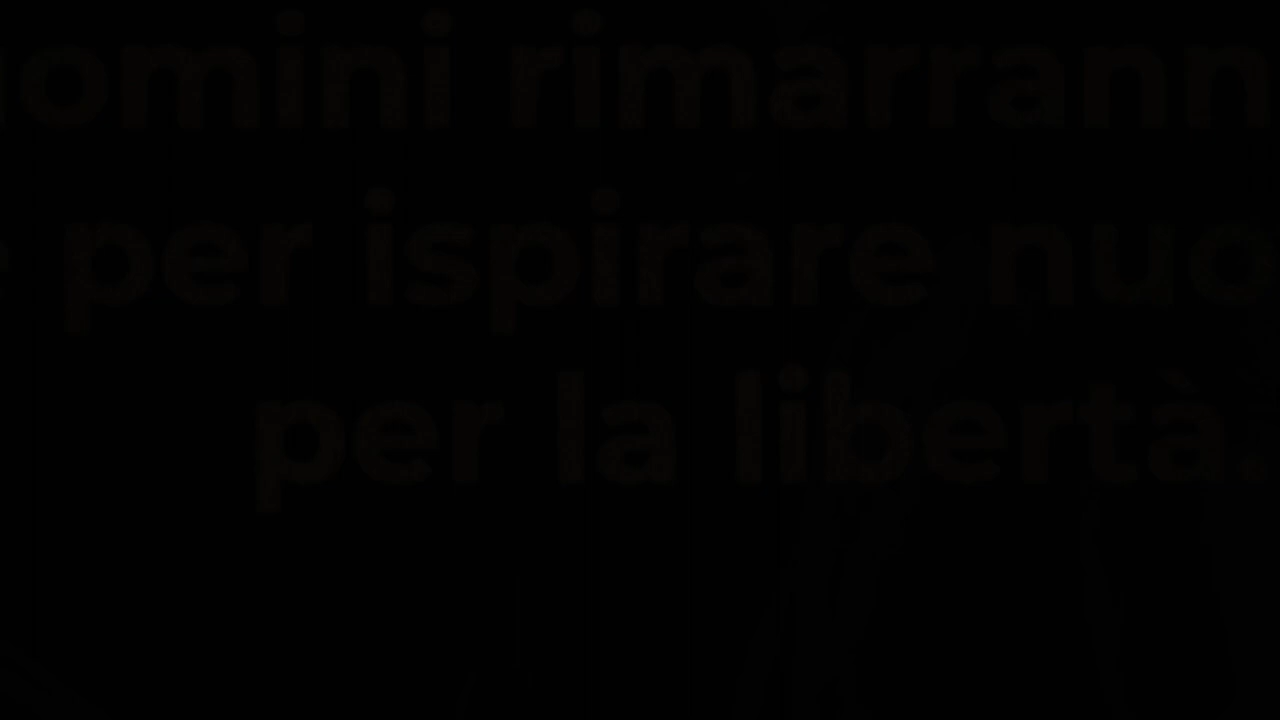 omini rimarrann
e per ispirare nuo
per la libertà.